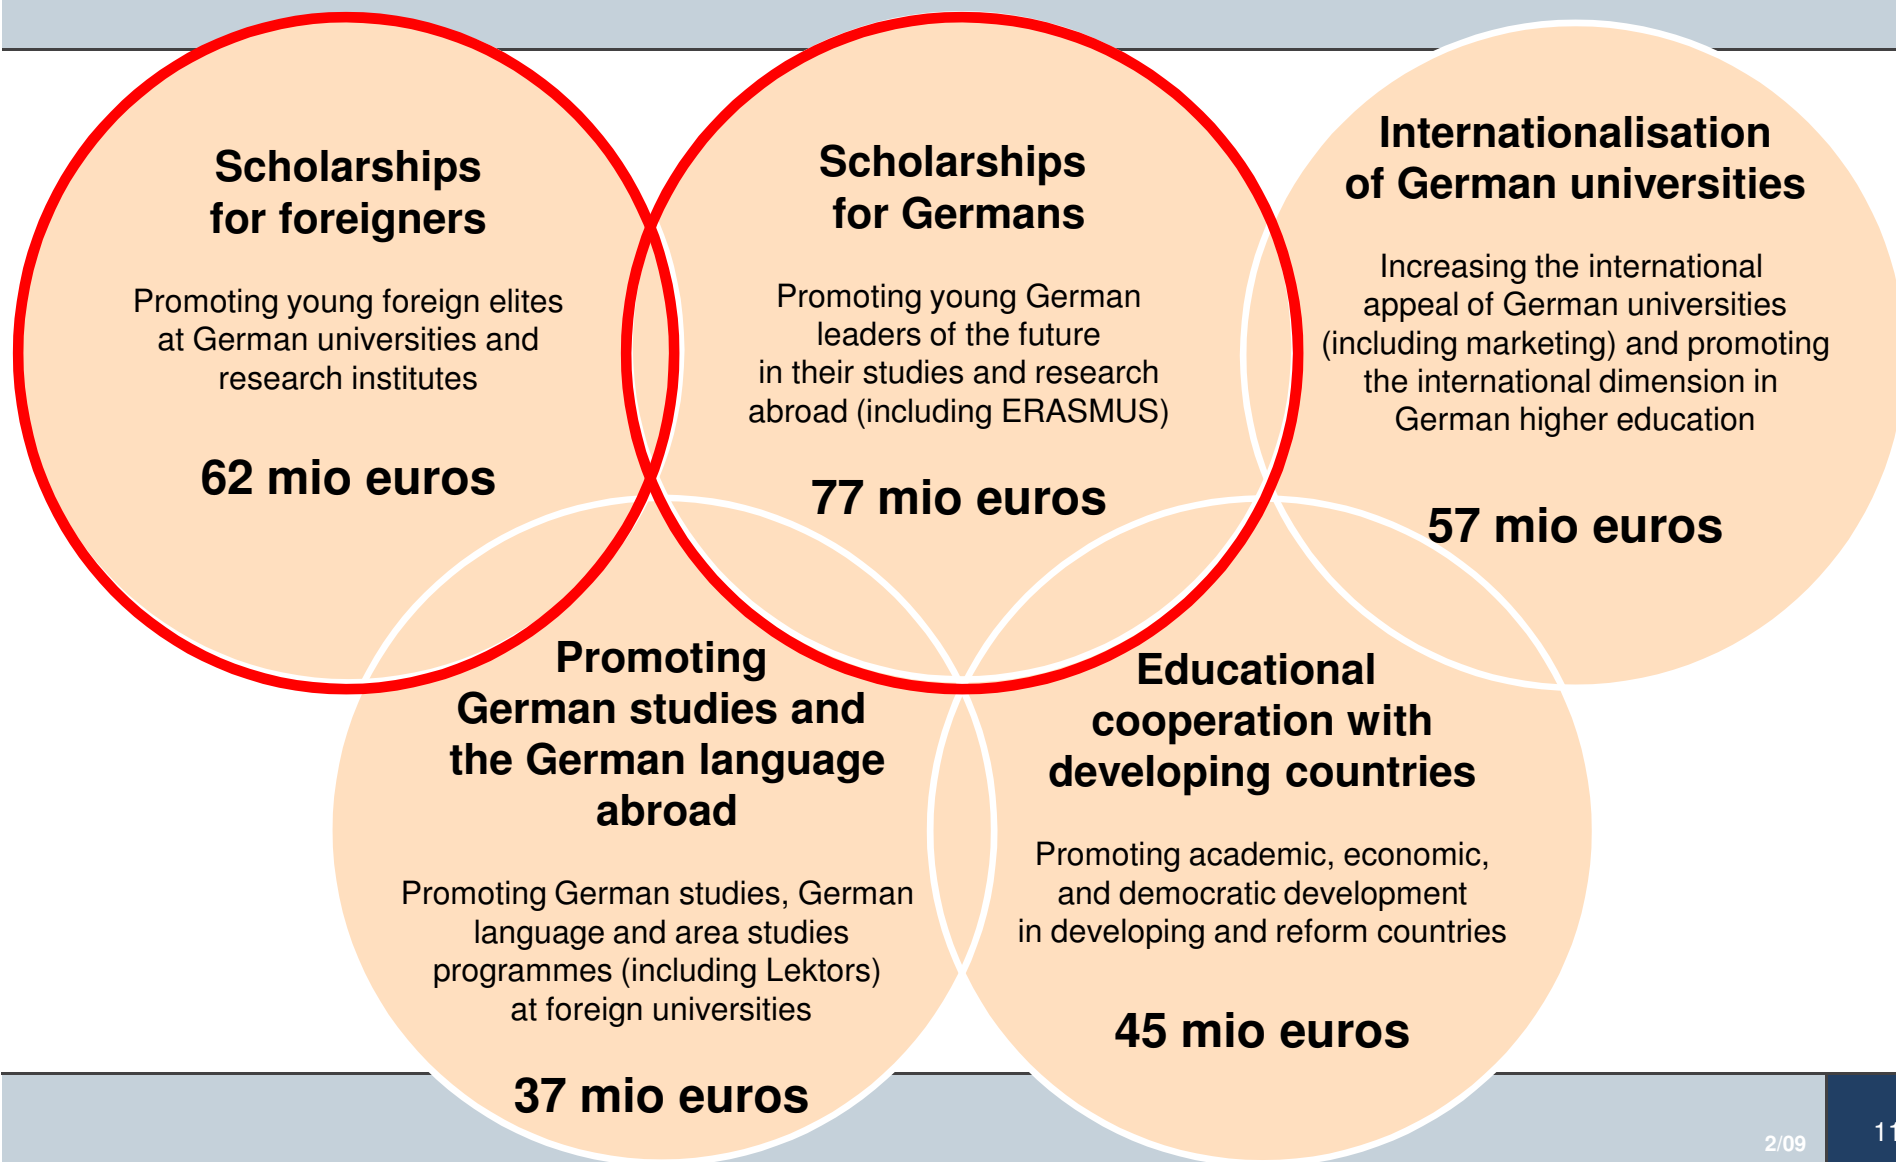 Scholarships
for foreigners
Promoting young foreign elites
at German universities and
research institutes
62 mio euros
Scholarships
for Germans
Promoting young German
leaders of the future
in their studies and research
abroad (including ERASMUS)
77 mio euros
Internationalisation
of German universities
Increasing the international
appeal of German universities
(including marketing) and promoting
the international dimension in
German higher education
57 mio euros
Promoting
German studies and
the German language
abroad
Promoting German studies, German
language and area studies
programmes (including Lektors)
at foreign universities
37 mio euros
Educational
cooperation with
developing countries
Promoting academic, economic,
and democratic development
in developing and reform countries
45 mio euros
2/09
11